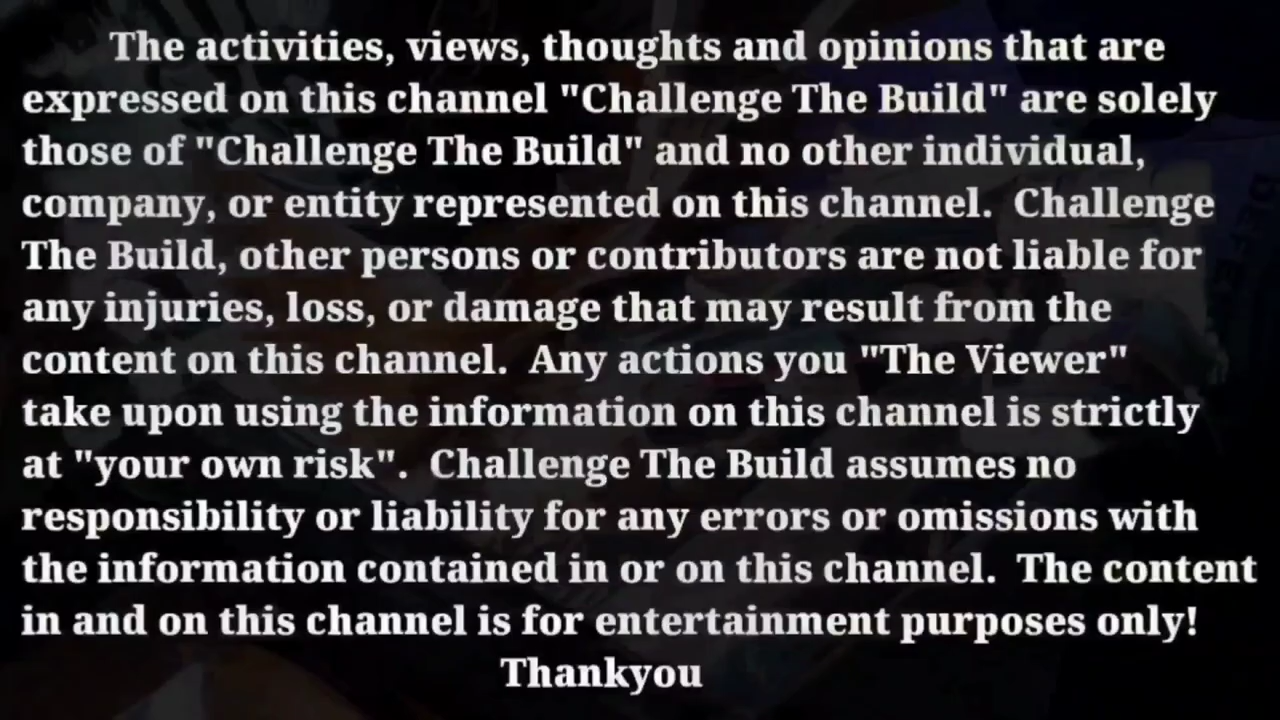 The activities, views, thoughts and opinions that are
expressed on this channel "Challenge The Build" are solely
those of "Challenge The Build" and no other individual,
company, or entity represented on this channel.  Challenge
The Build, other persons or contributors are not liable for
any injuries, loss, or damage that may result from the
content on this channel.  Any actions you "The Viewer"
take upon using the information on this channel is strictly
at "your own risk".  Challenge The Build assumes no
responsibility or liability for any errors or omissions with
the information contained in or on this channel.  The content
in and on this channel is for entertainment purposes only!
Thankyou